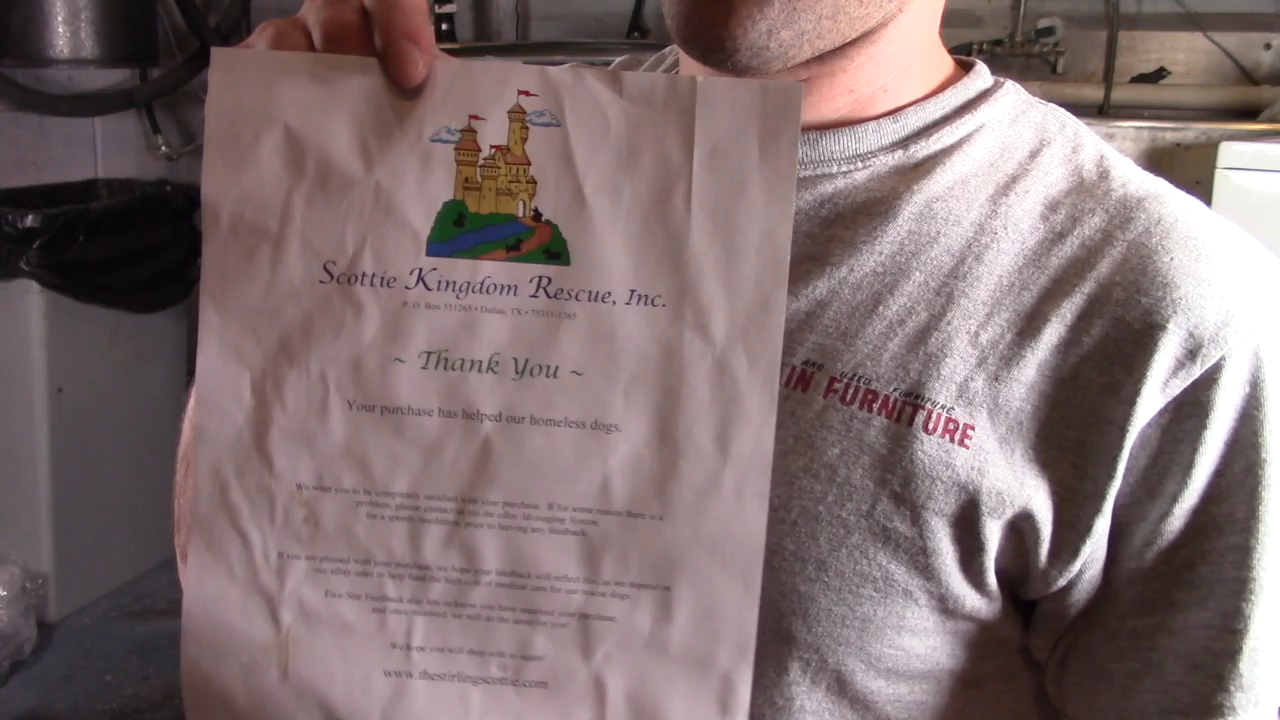 Scottie Kingdom Rescue, Inc.
P. O. Box 551265 • Dallas, TX • 75355-1265
~ Thank You ~
Your purchase has helped our homeless dogs.
We want you to be completely satisfied with your purchase. If for some reason there is a
problem, please contact us via the eBay Messaging System
for a speedy resolution, prior to leaving any feedback.
If you are pleased with your purchase, we hope your feedback will reflect this, as we depend on
our eBay sales to help fund the high cost of medical care for our rescue dogs.
Five Star Feedback also lets us know you have received your purchase,
and once received, we will do the same for you!
We hope you will shop with us again!
www.thestirlingscottie.com
AND USED FURNITURE
IN FURNITURE